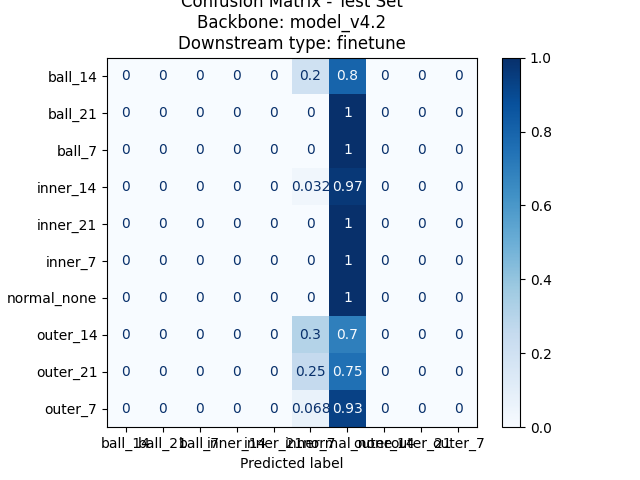 Confusion Matrix - Test Set
Backbone: model_v4.2
Downstream type: finetune
ball_14 0 0 0 0 0 0.2 0.8 0 0 0
ball_21 0 0 0 0 0 0 1 0 0 0
ball_7 0 0 0 0 0 0 1 0 0 0
inner_14 0 0 0 0 0 0.032 0.97 0 0 0
inner_21 0 0 0 0 0 0 1 0 0 0
inner_7 0 0 0 0 0 0 1 0 0 0
normal_none 0 0 0 0 0 0 1 0 0 0
outer_14 0 0 0 0 0 0.3 0.7 0 0 0
outer_21 0 0 0 0 0 0.25 0.75 0 0 0
outer_7 0 0 0 0 0 0.068 0.93 0 0 0
ball_14 ball_21 ball_7 inner_14 inner_21 inner_7 normal_none outer_14 outer_21 outer_7
Predicted label
1.0
0.8
0.6
0.4
0.2
0.0